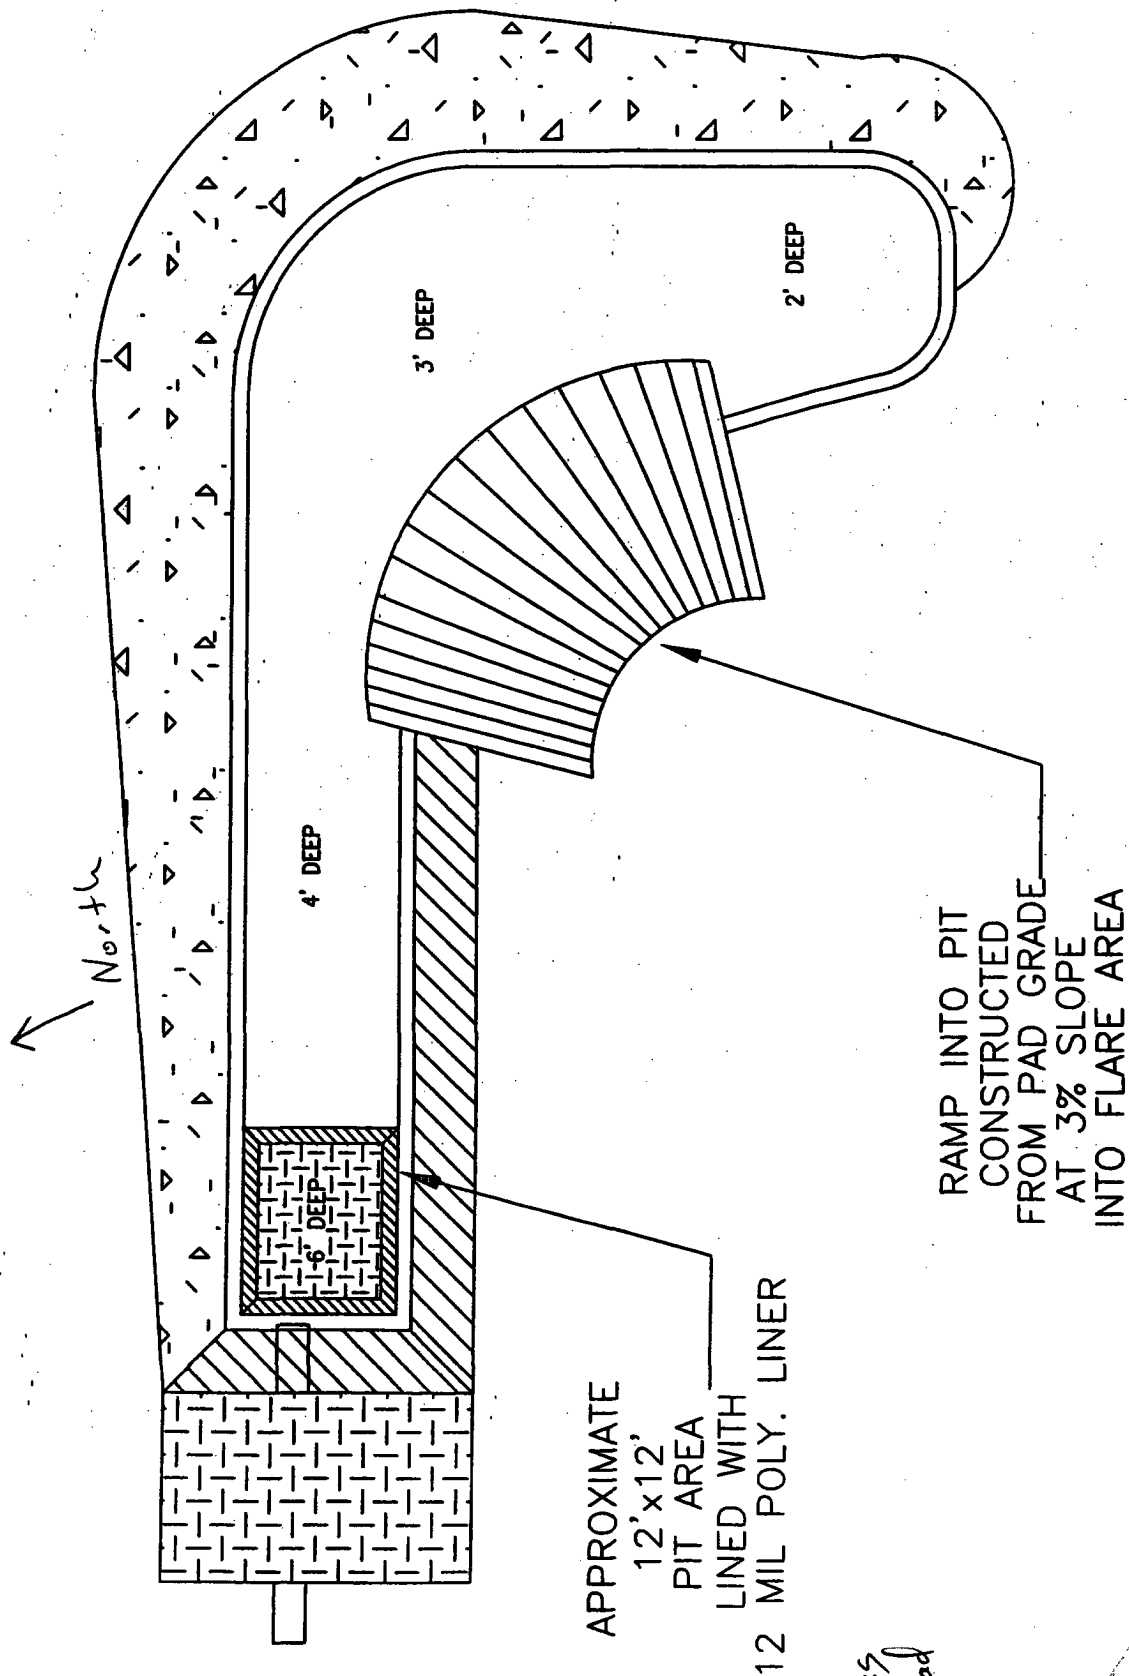 North
2' DEEP
3' DEEP
4' DEEP
6' DEEP
APPROXIMATE
12'x12'
PIT AREA
LINED WITH
12 MIL POLY. LINER
RAMP INTO PIT
CONSTRUCTED
FROM PAD GRADE
AT 3% SLOPE
INTO FLARE AREA